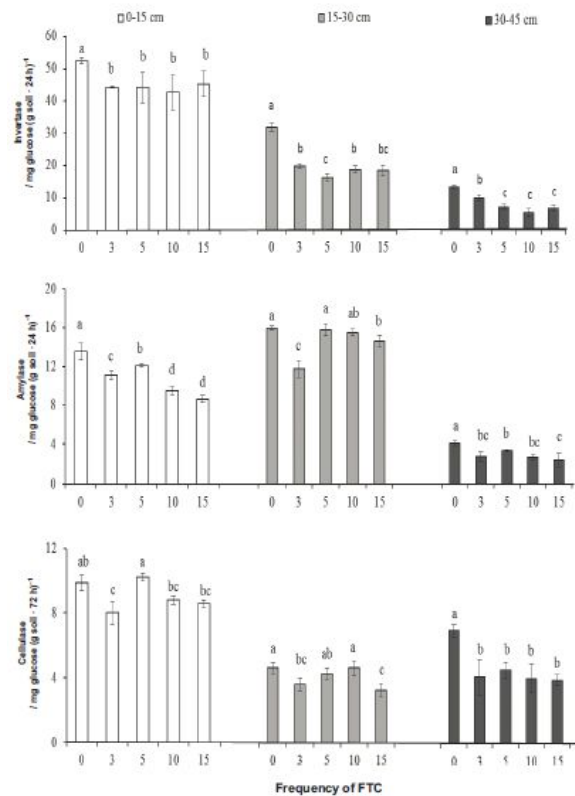 0-15 cm 15-30 cm 30-45 cm
Invertase
/ mg glucose (g soil · 24 h)⁻¹
60
50
40
30
20
10
0
a b b b b
a b c b bc
a b c c c
0 3 5 10 15 0 3 5 10 15 0 3 5 10 15
Amylase
/ mg glucose (g soil · 24 h)⁻¹
20
16
12
8
4
0
a c b d d
a c a ab b
a bc b bc c
0 3 5 10 15 0 3 5 10 15 0 3 5 10 15
Cellulase
/ mg glucose (g soil · 72 h)⁻¹
12
8
4
0
ab c a bc bc
a bc ab a c
a b b b b
0 3 5 10 15 0 3 5 10 15 0 3 5 10 15
Frequency of FTC